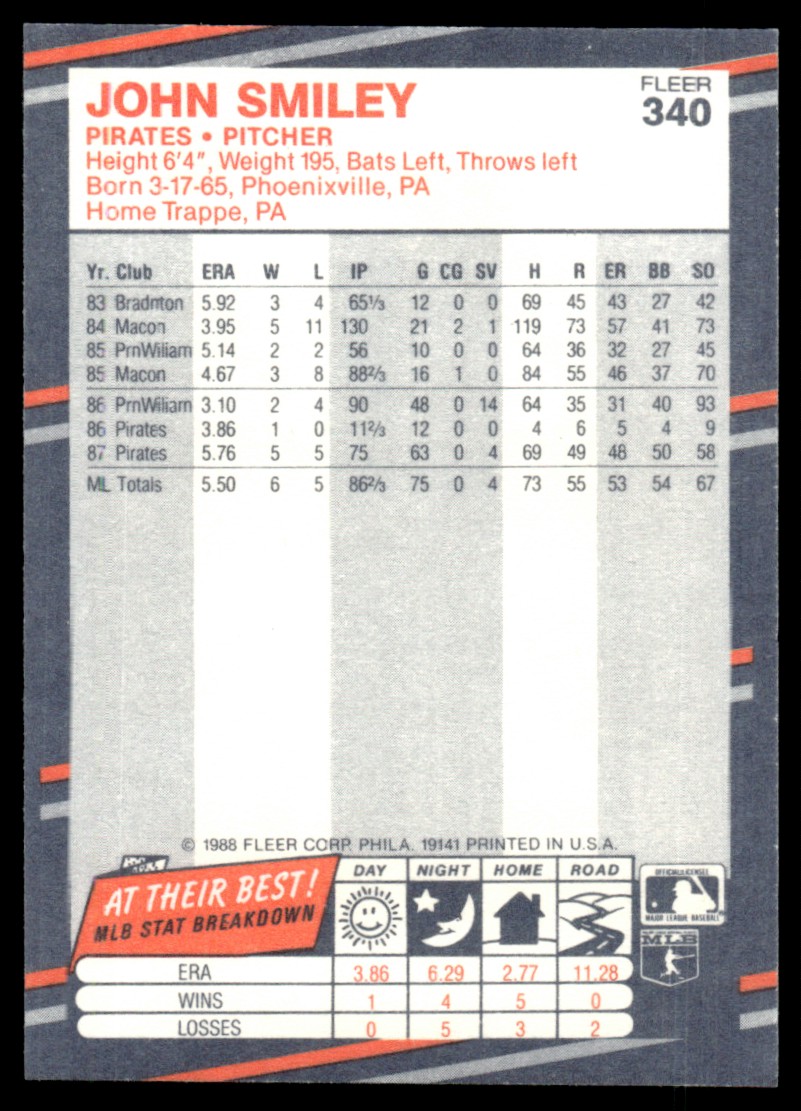 JOHN SMILEY
FLEER
340
PIRATES • PITCHER
Height 6'4", Weight 195, Bats Left, Throws left
Born 3-17-65, Phoenixville, PA
Home Trappe, PA
Yr. Club ERA W L IP G CG SV H R ER BB SO
83 Bradnton 5.92 3 4 65⅓ 12 0 0 69 45 43 27 42
84 Macon 3.95 5 11 130 21 2 1 119 73 57 41 73
85 PrnWiliam 5.14 2 2 56 10 0 0 64 36 32 27 45
85 Macon 4.67 3 8 88⅔ 16 1 0 84 55 46 37 70
86 PrnWiliam 3.10 2 4 90 48 0 14 64 35 31 40 93
86 Pirates 3.86 1 0 11⅔ 12 0 0 4 6 5 4 9
87 Pirates 5.76 5 5 75 63 0 4 69 49 48 50 58
ML Totals 5.50 6 5 86⅔ 75 0 4 73 55 53 54 67
© 1988 FLEER CORP. PHILA. 19141 PRINTED IN U.S.A.
AT THEIR BEST!
MLB STAT BREAKDOWN
DAY NIGHT HOME ROAD
ERA 3.86 6.29 2.77 11.28
WINS 1 4 5 0
LOSSES 0 5 3 2
OFFICIAL LICENSEE
MAJOR LEAGUE BASEBALL
MLB